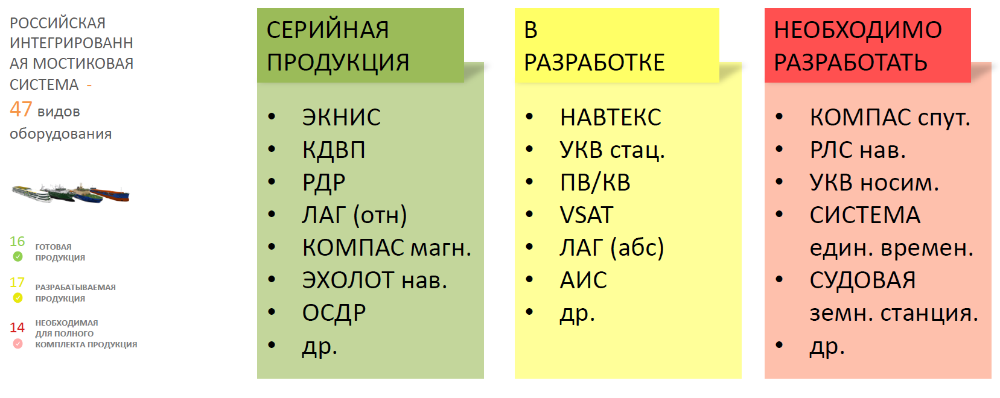 РОССИЙСКАЯ
ИНТЕГРИРОВАНН
АЯ МОСТИКОВАЯ
СИСТЕМА -
47 видов
оборудования
16 ГОТОВАЯ
ПРОДУКЦИЯ
17 РАЗРАБАТЫВАЕМАЯ
ПРОДУКЦИЯ
14 НЕОБХОДИМАЯ
ДЛЯ ПОЛНОГО
КОМПЛЕКТА ПРОДУКЦИЯ
СЕРИЙНАЯ
ПРОДУКЦИЯ
• ЭКНИС
• КДВП
• РДР
• ЛАГ (отн)
• КОМПАС магн.
• ЭХОЛОТ нав.
• ОСДР
• др.
В
РАЗРАБОТКЕ
• НАВТЕКС
• УКВ стац.
• ПВ/КВ
• VSAT
• ЛАГ (абс)
• АИС
• др.
НЕОБХОДИМО
РАЗРАБОТАТЬ
• КОМПАС спут.
• РЛС нав.
• УКВ носим.
• СИСТЕМА
един. времен.
• СУДОВАЯ
земн. станция.
• др.